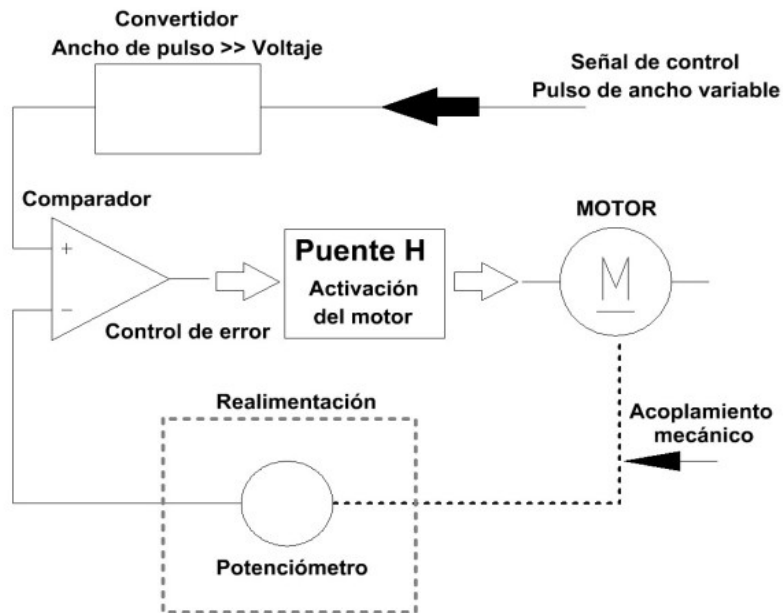 Convertidor
Ancho de pulso >> Voltaje
Señal de control
Pulso de ancho variable
Comparador
MOTOR
+
Puente H
Activación
del motor
M
−
Control de error
Realimentación
Acoplamiento
mecánico
Potenciómetro